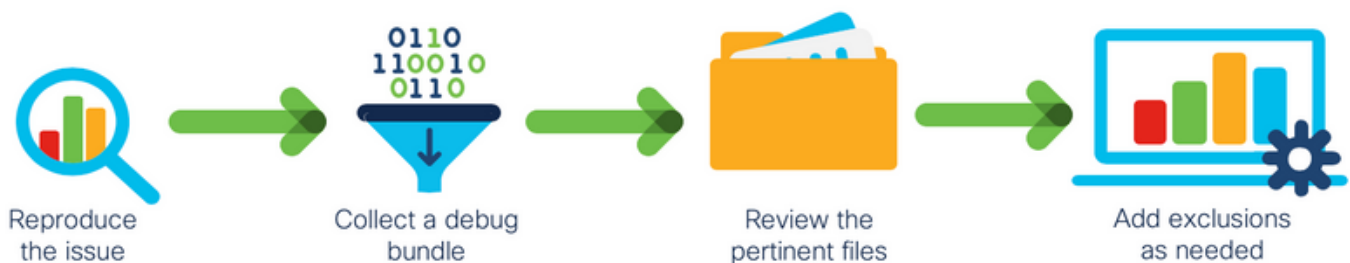 0110
110010
0110
Reproduce
the issue
Collect a debug
bundle
Review the
pertinent files
Add exclusions
as needed